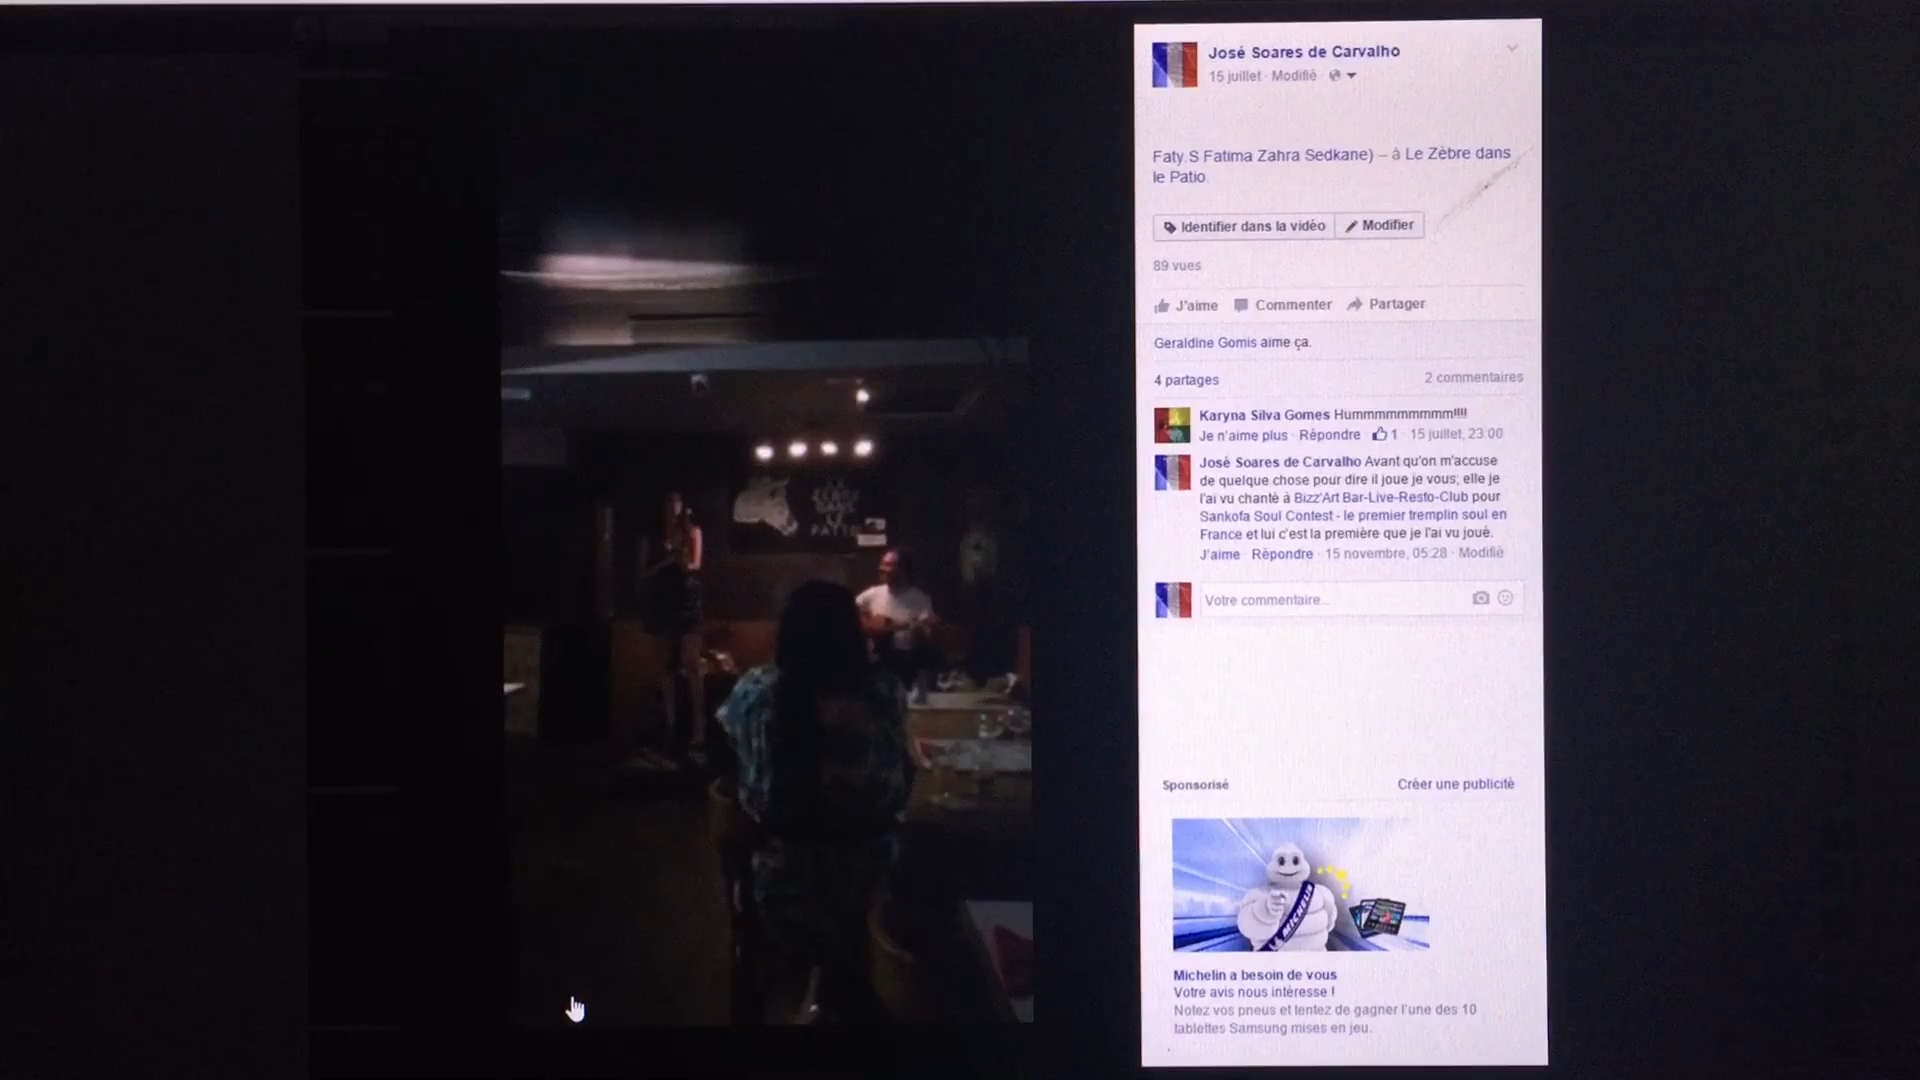 José Soares de Carvalho
15 juillet · Modifié
Faty.S Fatima Zahra Sedkane) – à Le Zèbre dans
le Patio.
Identifier dans la vidéo
Modifier
89 vues
J'aime
Commenter
Partager
Geraldine Gomis aime ça.
4 partages
2 commentaires
Karyna Silva Gomes Hummmmmmmmm!!!!
Je n'aime plus · Répondre · 1 · 15 juillet, 23:00
José Soares de Carvalho Avant qu'on m'accuse
de quelque chose pour dire il joue je vous; elle je
l'ai vu chanté à Bizz'Art Bar-Live-Resto-Club pour
Sankofa Soul Contest - le premier tremplin soul en
France et lui c'est la première que je l'ai vu joué.
J'aime · Répondre · 15 novembre, 05:28 · Modifié
Votre commentaire...
LE
ZEBRE
DANS
LE
PATIO
Sponsorisé
Créer une publicité
MICHELIN
Michelin a besoin de vous
Votre avis nous intéresse !
Notez vos pneus et tentez de gagner l'une des 10
tablettes Samsung mises en jeu.